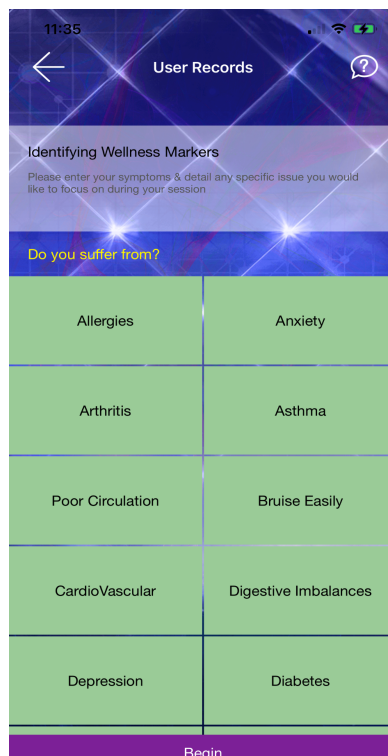 11:35
User Records
?
Identifying Wellness Markers
Please enter your symptoms & detail any specific issue you would
like to focus on during your session
Do you suffer from?
Allergies
Anxiety
Arthritis
Asthma
Poor Circulation
Bruise Easily
CardioVascular
Digestive Imbalances
Depression
Diabetes
Begin